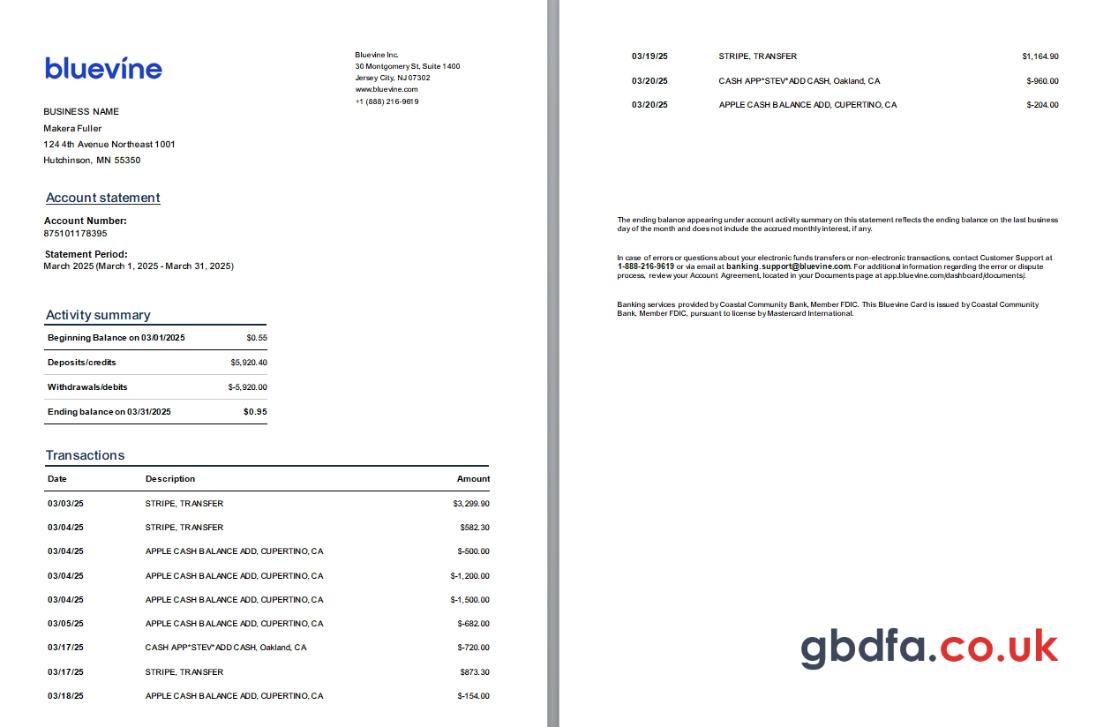 bluevine
Bluevine Inc.
30 Montgomery St, Suite 1400
Jersey City, NJ 07302
www.bluevine.com
+1 (888) 216-9619
BUSINESS NAME
Makera Fuller
124 4th Avenue Northeast 1001
Hutchinson, MN 55350
Account statement
Account Number:
875101178395
Statement Period:
March 2025 (March 1, 2025 - March 31, 2025)
Activity summary
Beginning Balance on 03/01/2025 $0.55
Deposits/credits $5,920.40
Withdrawals/debits $-5,920.00
Ending balance on 03/31/2025 $0.95
Transactions
Date Description Amount
03/03/25 STRIPE, TRANSFER $3,299.90
03/04/25 STRIPE, TRANSFER $582.30
03/04/25 APPLE CASH BALANCE ADD, CUPERTINO, CA $-500.00
03/04/25 APPLE CASH BALANCE ADD, CUPERTINO, CA $-1,200.00
03/04/25 APPLE CASH BALANCE ADD, CUPERTINO, CA $-1,500.00
03/05/25 APPLE CASH BALANCE ADD, CUPERTINO, CA $-682.00
03/17/25 CASH APP*STEV*ADD CASH, Oakland, CA $-720.00
03/17/25 STRIPE, TRANSFER $873.30
03/18/25 APPLE CASH BALANCE ADD, CUPERTINO, CA $-154.00
03/19/25 STRIPE, TRANSFER $1,164.90
03/20/25 CASH APP*STEV*ADD CASH, Oakland, CA $-960.00
03/20/25 APPLE CASH BALANCE ADD, CUPERTINO, CA $-204.00
The ending balance appearing under account activity summary on this statement reflects the ending balance on the last business
day of the month and does not include the accrued monthly interest, if any.
In case of errors or questions about your electronic funds transfers or non-electronic transactions, contact Customer Support at
1-888-216-9619 or via email at banking.support@bluevine.com. For additional information regarding the error or dispute
process, review your Account Agreement, located in your Documents page at app.bluevine.com/dashboard/documents/.
Banking services provided by Coastal Community Bank, Member FDIC. This Bluevine Card is issued by Coastal Community
Bank, Member FDIC, pursuant to license by Mastercard International.
gbdfa.co.uk